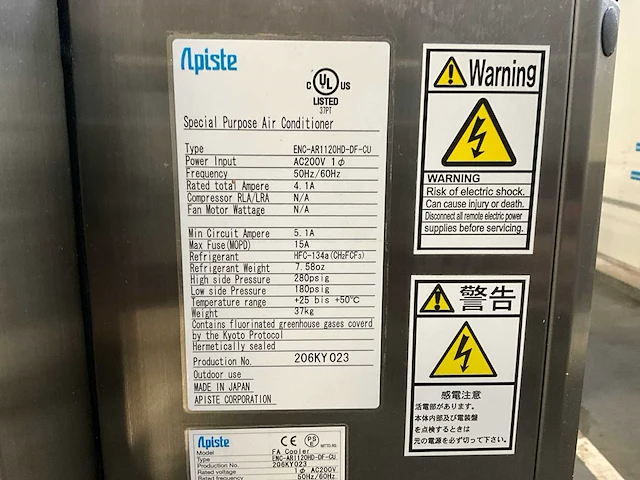 Apiste
C UL US
LISTED
37PT
Special Purpose Air Conditioner
Type ENC-AR1120HD-DF-CU
Power Input AC200V 1φ
Frequency 50Hz/60Hz
Rated total Ampere 4.1A
Compressor RLA/LRA N/A
Fan Motor Wattage N/A
Min Circuit Ampere 5.1A
Max Fuse(MOPD) 15A
Refrigerant HFC-134a(CH2FCF3)
Refrigerant Weight 7.58oz
High side Pressure 280psig
Low side Pressure 180psig
Temperature range +25 bis +50℃
Weight 37kg
Contains fluorinated greenhouse gases coverd
by the Kyoto Protocol
Hermetically sealed
Production No. 206KY023
Outdoor use
MADE IN JAPAN
APISTE CORPORATION
Warning
WARNING
Risk of electric shock.
Can cause injury or death.
Disconnect all remote electric power
supplies before servicing.
警告
感電注意
活電部があります。
本体内部及び電装盤
を点検するときは
元の電源を必ず切って下さい。
Apiste
CE PSE
Model FA Cooler
Type ENC-AR1120HD-DF-CU
Production No. 206KY023
Rated voltage 1φ AC200V
Rated frequency 50Hz/60Hz